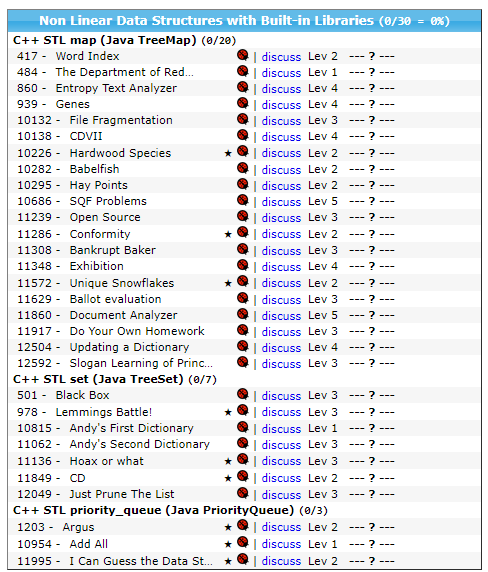 Non Linear Data Structures with Built-in Libraries (0/30 = 0%)
C++ STL map (Java TreeMap) (0/20)
417 - Word Index | discuss Lev 2 --- ? ---
484 - The Department of Red... | discuss Lev 1 --- ? ---
860 - Entropy Text Analyzer | discuss Lev 4 --- ? ---
939 - Genes | discuss Lev 4 --- ? ---
10132 - File Fragmentation | discuss Lev 3 --- ? ---
10138 - CDVII | discuss Lev 4 --- ? ---
10226 - Hardwood Species ★ | discuss Lev 2 --- ? ---
10282 - Babelfish | discuss Lev 2 --- ? ---
10295 - Hay Points | discuss Lev 2 --- ? ---
10686 - SQF Problems | discuss Lev 5 --- ? ---
11239 - Open Source | discuss Lev 3 --- ? ---
11286 - Conformity ★ | discuss Lev 2 --- ? ---
11308 - Bankrupt Baker | discuss Lev 3 --- ? ---
11348 - Exhibition | discuss Lev 4 --- ? ---
11572 - Unique Snowflakes ★ | discuss Lev 2 --- ? ---
11629 - Ballot evaluation | discuss Lev 3 --- ? ---
11860 - Document Analyzer | discuss Lev 5 --- ? ---
11917 - Do Your Own Homework | discuss Lev 3 --- ? ---
12504 - Updating a Dictionary | discuss Lev 4 --- ? ---
12592 - Slogan Learning of Princ... | discuss Lev 3 --- ? ---
C++ STL set (Java TreeSet) (0/7)
501 - Black Box | discuss Lev 3 --- ? ---
978 - Lemmings Battle! ★ | discuss Lev 3 --- ? ---
10815 - Andy's First Dictionary | discuss Lev 1 --- ? ---
11062 - Andy's Second Dictionary | discuss Lev 3 --- ? ---
11136 - Hoax or what ★ | discuss Lev 3 --- ? ---
11849 - CD ★ | discuss Lev 2 --- ? ---
12049 - Just Prune The List | discuss Lev 3 --- ? ---
C++ STL priority_queue (Java PriorityQueue) (0/3)
1203 - Argus ★ | discuss Lev 2 --- ? ---
10954 - Add All ★ | discuss Lev 1 --- ? ---
11995 - I Can Guess the Data St... ★ | discuss Lev 2 --- ? ---